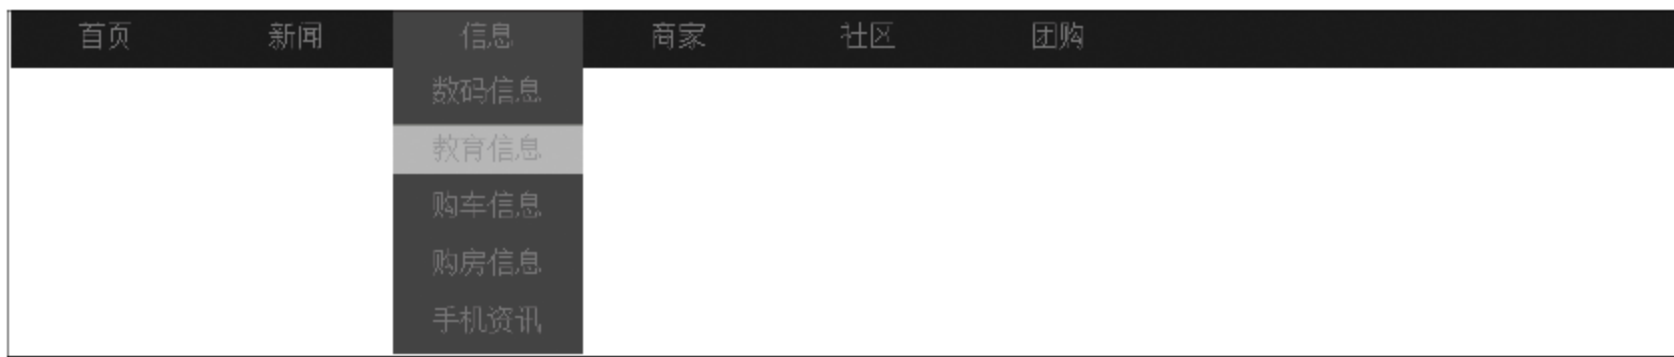 首页 新闻 信息 商家 社区 团购
数码信息
教育信息
购车信息
购房信息
手机资讯